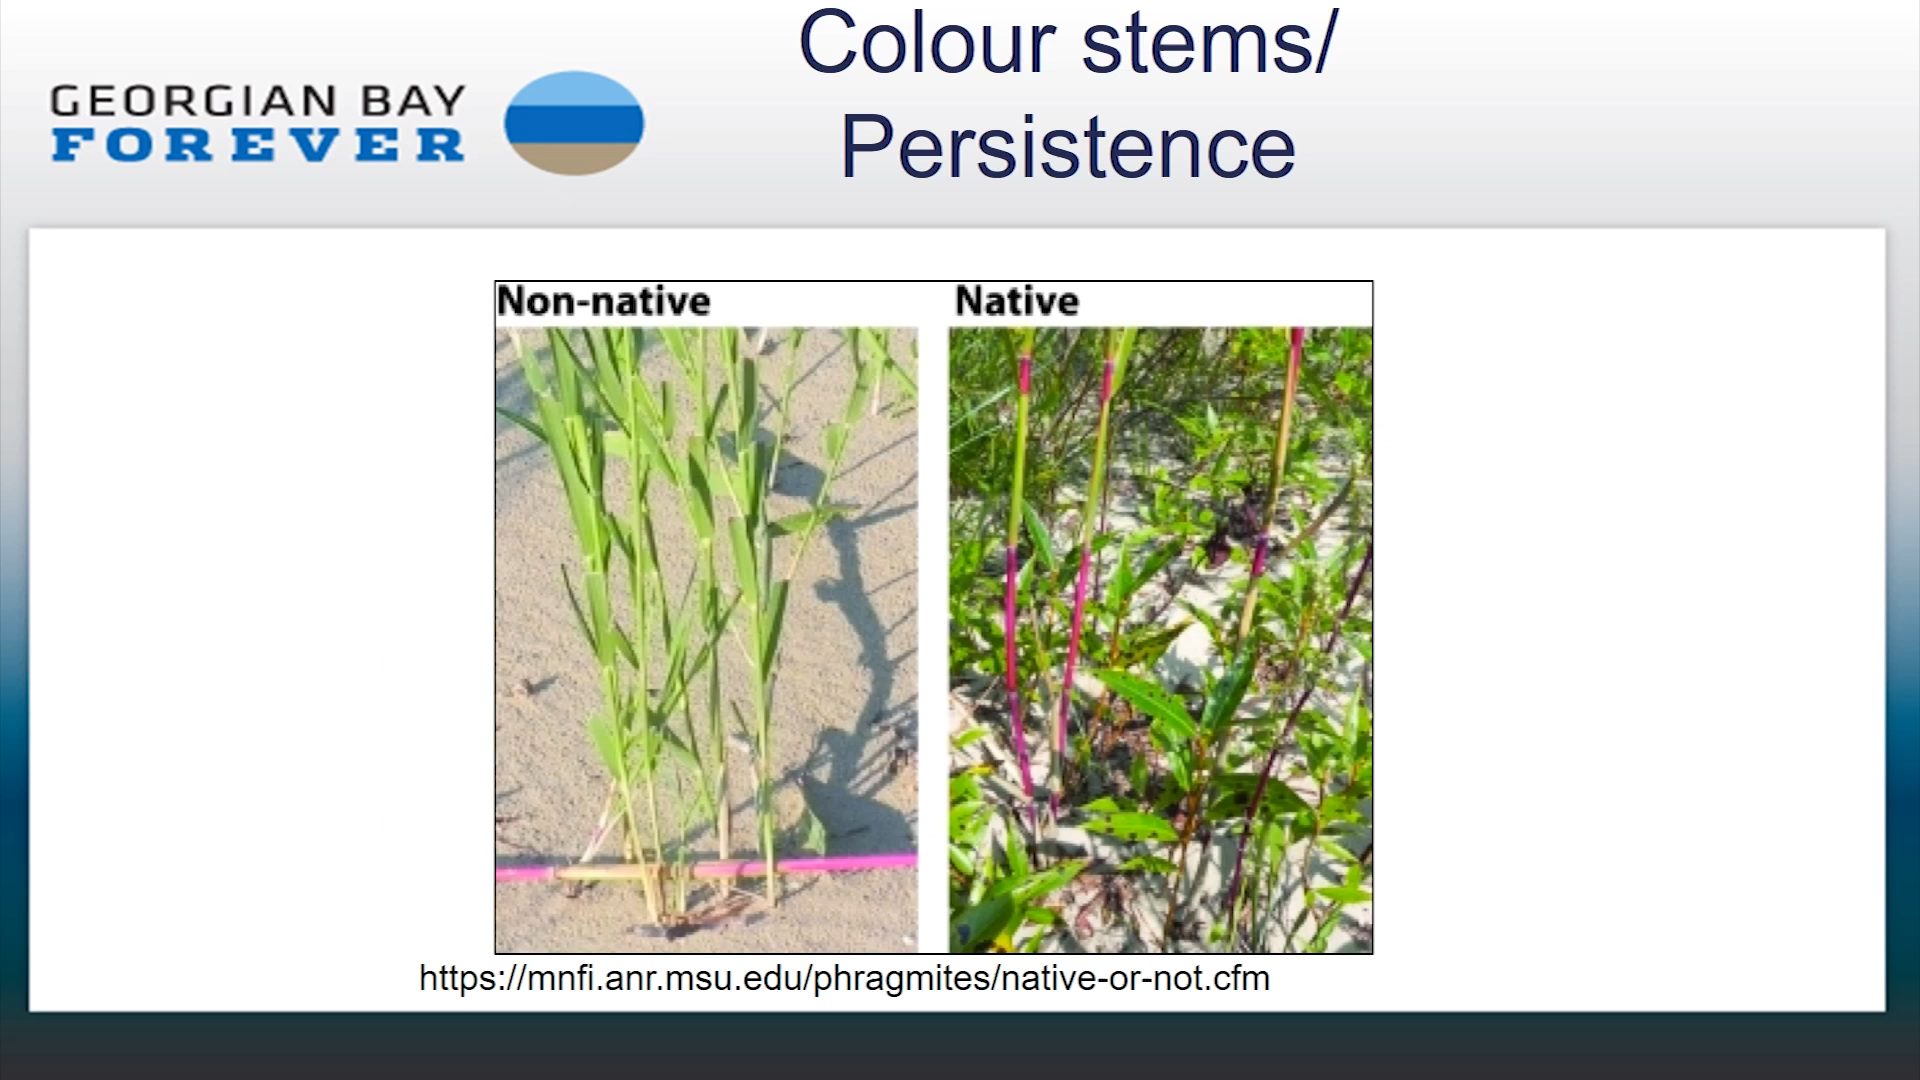 Colour stems/
Persistence
GEORGIAN BAY
FOREVER
Non-native
Native
https://mnfi.anr.msu.edu/phragmites/native-or-not.cfm